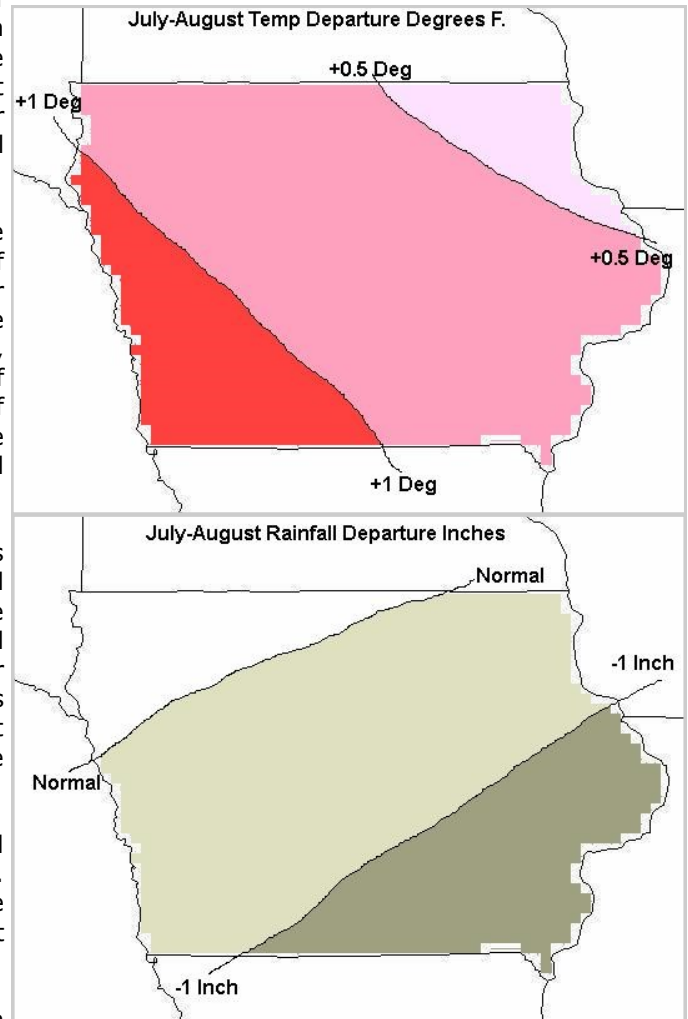 July-August Temp Departure Degrees F.
+0.5 Deg
+1 Deg
+0.5 Deg
+1 Deg
July-August Rainfall Departure Inches
Normal
-1 Inch
Normal
-1 Inch